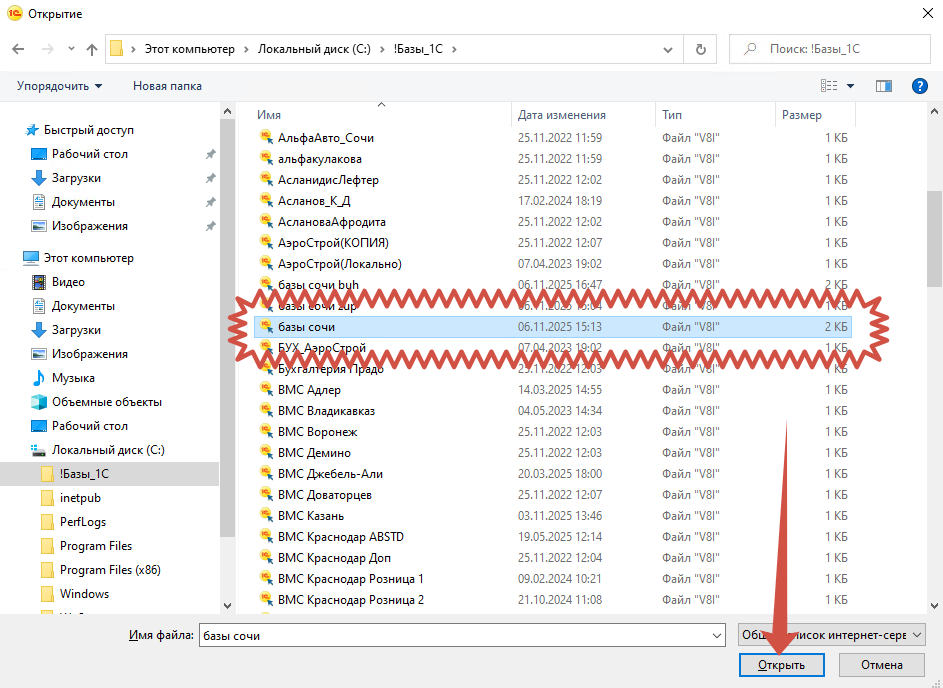 Открытие
Этот компьютер › Локальный диск (C:) › !Базы_1С ›
Поиск: !Базы_1С
Упорядочить
Новая папка
Имя Дата изменения Тип Размер
Быстрый доступ
Рабочий стол
Загрузки
Документы
Изображения
Этот компьютер
Видео
Документы
Загрузки
Изображения
Музыка
Объемные объекты
Рабочий стол
Локальный диск (C:)
!Базы_1С
inetpub
PerfLogs
Program Files
Program Files (x86)
Windows
АльфаАвто_Сочи 25.11.2022 11:59 Файл "V8I" 1 КБ
альфакулакова 25.11.2022 11:59 Файл "V8I" 1 КБ
АсланидисЛефтер 25.11.2022 12:02 Файл "V8I" 1 КБ
Асланов_К_Д 17.02.2024 18:19 Файл "V8I" 1 КБ
АслановаАфродита 25.11.2022 12:02 Файл "V8I" 1 КБ
АэроСтрой(КОПИЯ) 25.11.2022 12:07 Файл "V8I" 1 КБ
АэроСтрой(Локально) 07.04.2023 19:02 Файл "V8I" 1 КБ
базы сочи buh 06.11.2025 16:47 Файл "V8I" 2 КБ
базы сочи zup
базы сочи 06.11.2025 15:13 Файл "V8I" 2 КБ
БУХ_АэроСтрой 07.04.2023 19:02 Файл "V8I" 1 КБ
Бухгалтерия Прадо 25.11.2022 12:03 Файл "V8I" 1 КБ
ВМС Адлер 14.03.2025 14:55 Файл "V8I" 1 КБ
ВМС Владикавказ 04.05.2023 14:34 Файл "V8I" 1 КБ
ВМС Воронеж 25.11.2022 12:03 Файл "V8I" 1 КБ
ВМС Демино 25.11.2022 12:03 Файл "V8I" 1 КБ
ВМС Джебель-Али 20.03.2025 18:00 Файл "V8I" 1 КБ
ВМС Доваторцев 25.11.2022 12:07 Файл "V8I" 1 КБ
ВМС Казань 03.11.2025 13:46 Файл "V8I" 1 КБ
ВМС Краснодар ABSTD 19.05.2025 12:14 Файл "V8I" 1 КБ
ВМС Краснодар Доп 25.11.2022 12:04 Файл "V8I" 1 КБ
ВМС Краснодар Розница 1 09.02.2024 10:21 Файл "V8I" 1 КБ
ВМС Краснодар Розница 2 21.10.2024 11:08 Файл "V8I" 1 КБ
Имя файла: базы сочи
интернет-серв
Открыть Отмена